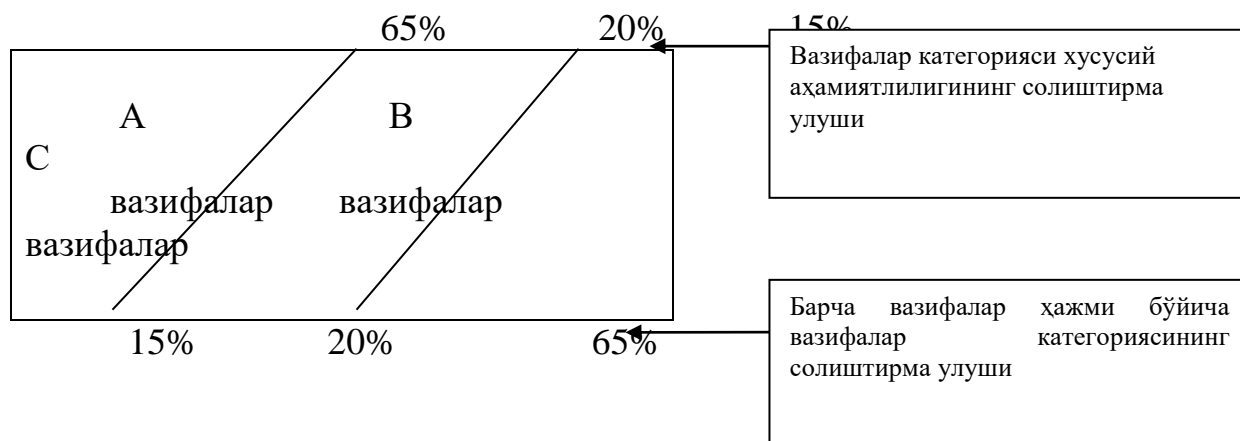 65% 20% 15%
Вазифалар категорияси хусусий
аҳамиятлилигининг солиштирма
улуши
А В
С
вазифалар вазифалар
вазифалар
Барча вазифалар ҳажми бўйича
вазифалар категориясининг
солиштирма улуши
15% 20% 65%